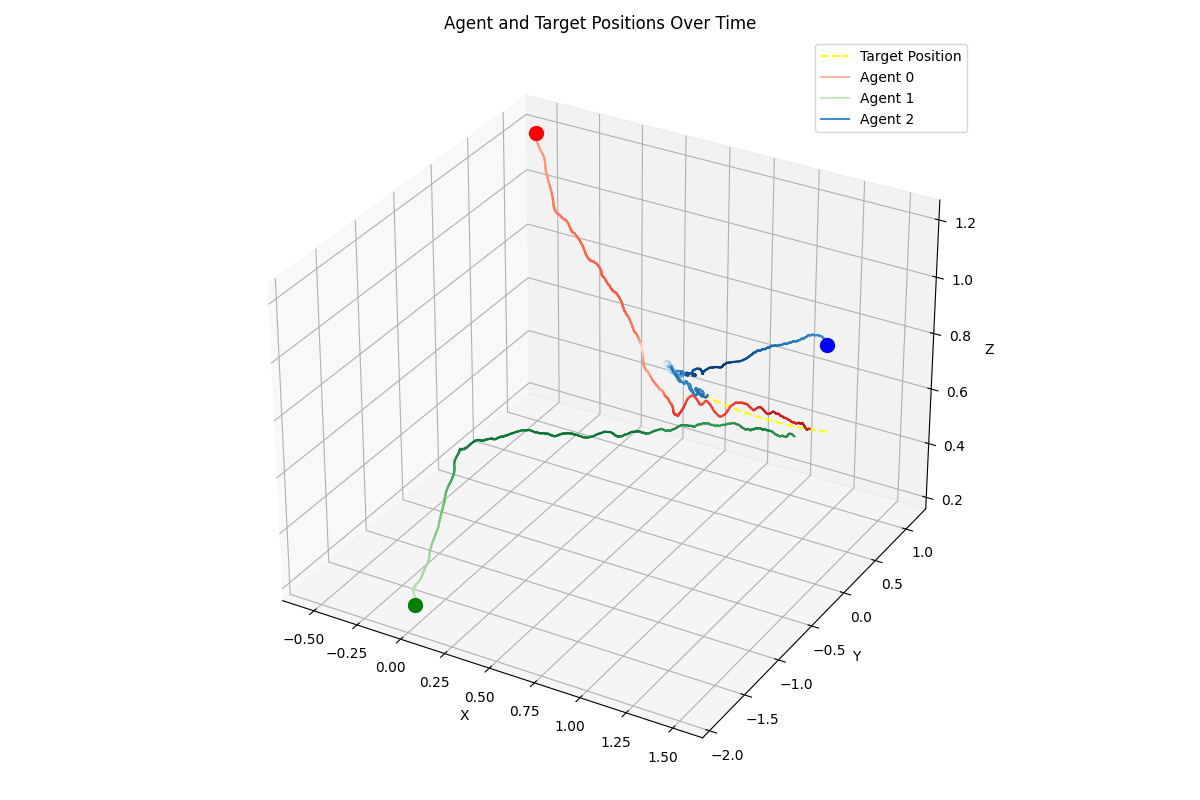 Agent and Target Positions Over Time
Target Position
Agent 0
Agent 1
Agent 2
1.2
1.0
0.8
0.6
0.4
0.2
Z
1.0
0.5
0.0
−0.5
−1.0
−1.5
−2.0
Y
−0.50
−0.25
0.00
0.25
0.50
0.75
1.00
1.25
1.50
X